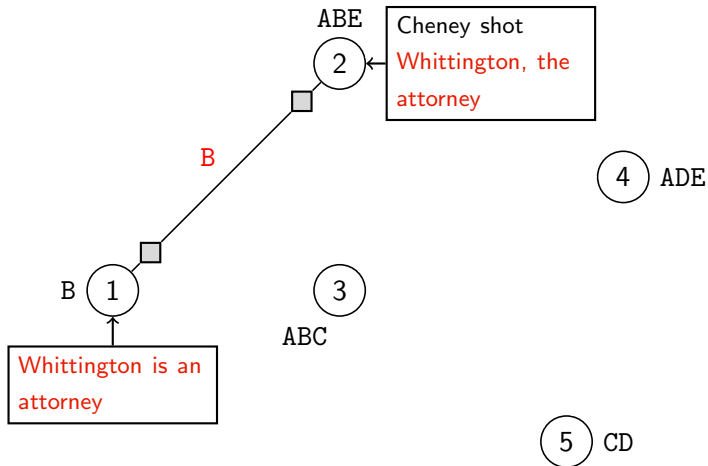 ABE
Cheney shot
Whittington, the
attorney
2
B
4 ADE
B 1
3
ABC
Whittington is an
attorney
5 CD